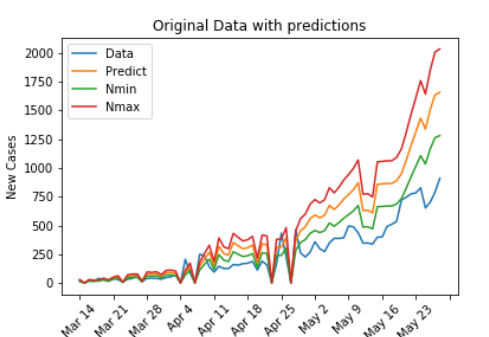 Original Data with predictions
Data
Predict
Nmin
Nmax
New Cases
2000
1750
1500
1250
1000
750
500
250
0
Mar 14
Mar 21
Mar 28
Apr 4
Apr 11
Apr 18
Apr 25
May 2
May 9
May 16
May 23